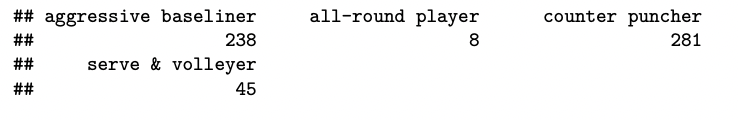 ## aggressive baseliner     all-round player      counter puncher
##                  238                    8                  281
##     serve & volleyer
##                   45